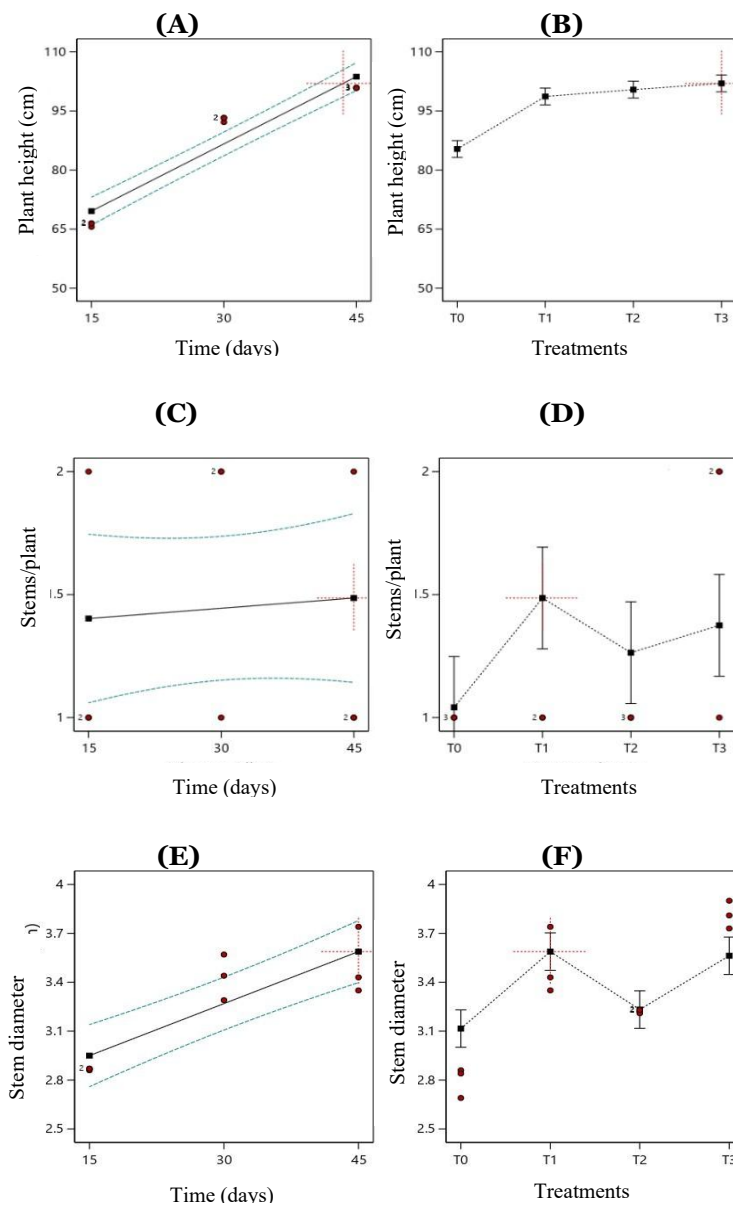 (A)
Plant height (cm)
110
95
80
65
50
2
2
3
15
30
45
Time (days)
(B)
Plant height (cm)
110
95
80
65
50
T0
T1
T2
T3
Treatments
(C)
Stems/plant
2
1.5
1
2
2
2
15
30
45
Time (days)
(D)
Stems/plant
2
1.5
1
3
2
3
2
T0
T1
T2
T3
Treatments
(E)
Stem diameter
4
3.7
3.4
3.1
2.8
2.5
2
15
30
45
Time (days)
(F)
Stem diameter
4
3.7
3.4
3.1
2.8
2.5
2
T0
T1
T2
T3
Treatments